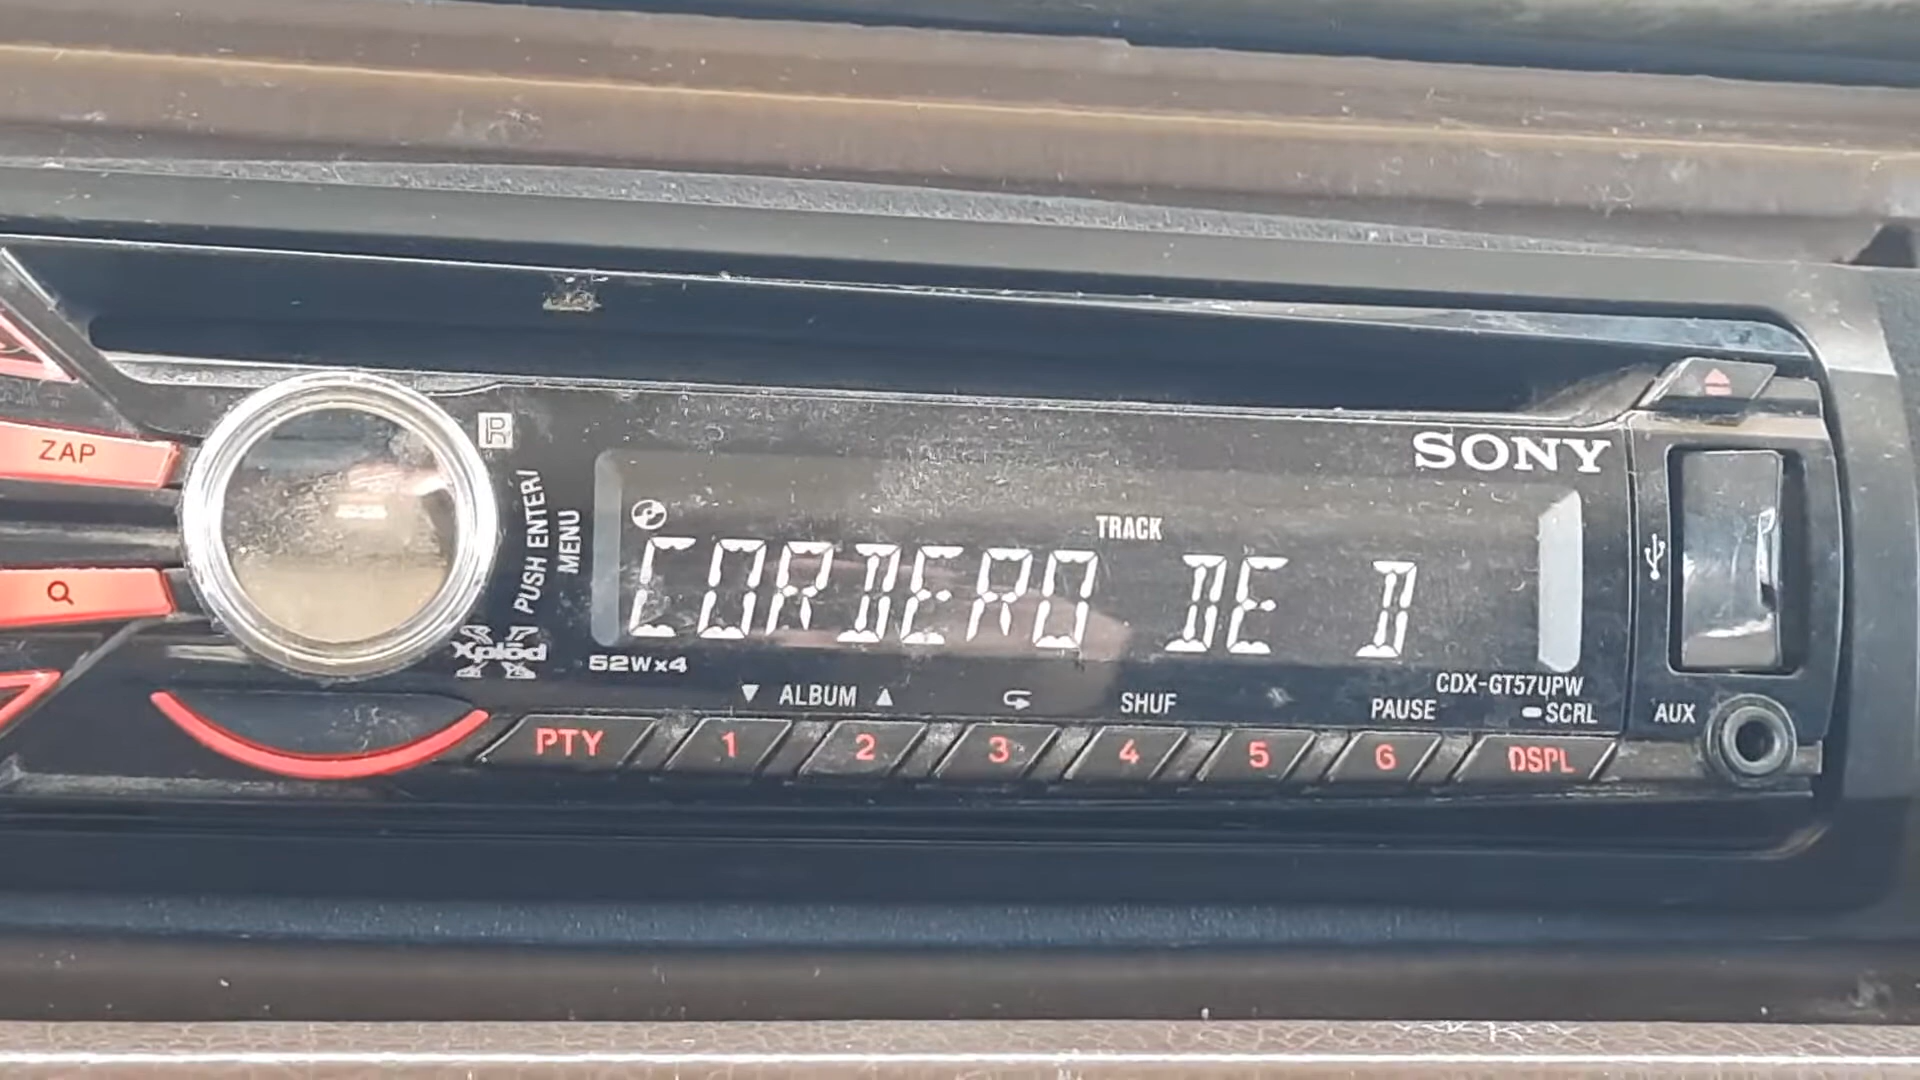 SONY
ZAP
PUSH ENTER/
MENU
TRACK
CORDERO DE D
Xplōd
52W×4
CDX-GT57UPW
▼ ALBUM ▲
SHUF
PAUSE
SCRL
AUX
PTY
1
2
3
4
5
6
DSPL